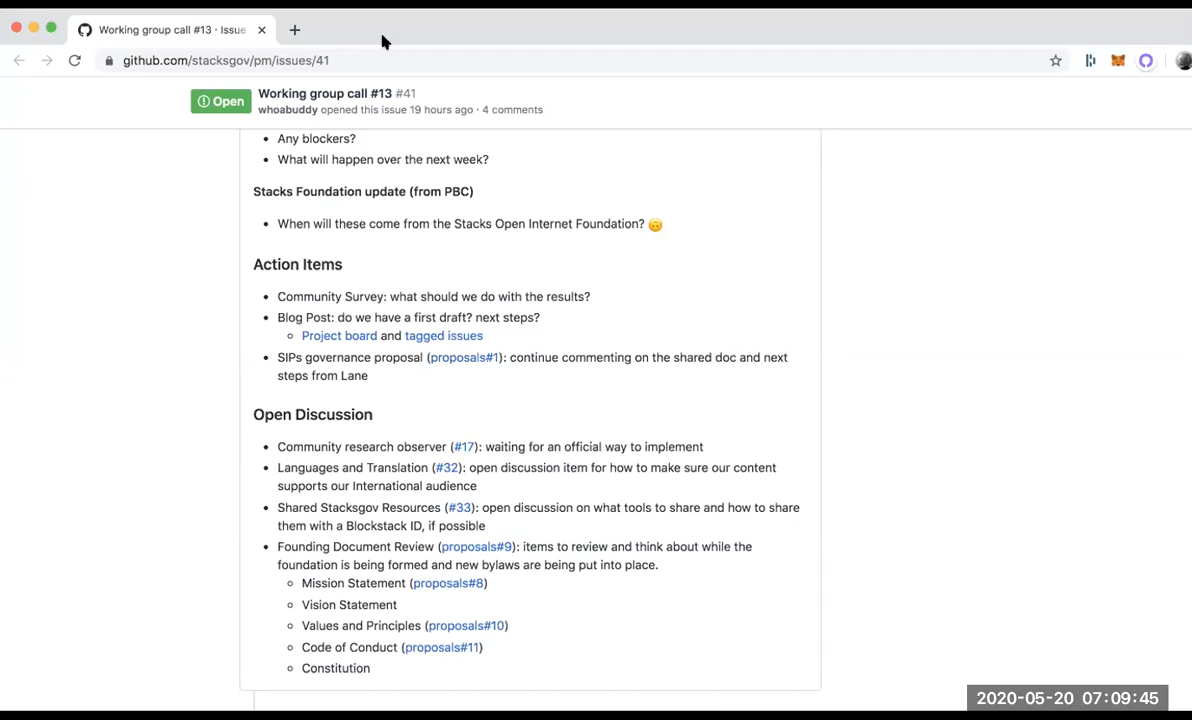 Working group call #13 · Issue
github.com/stacksgov/pm/issues/41
Open
Working group call #13 #41
whoabuddy opened this issue 19 hours ago · 4 comments
Any blockers?
What will happen over the next week?
Stacks Foundation update (from PBC)
When will these come from the Stacks Open Internet Foundation? 🙃
Action Items
Community Survey: what should we do with the results?
Blog Post: do we have a first draft? next steps?
Project board and tagged issues
SIPs governance proposal (proposals#1): continue commenting on the shared doc and next
steps from Lane
Open Discussion
Community research observer (#17): waiting for an official way to implement
Languages and Translation (#32): open discussion item for how to make sure our content
supports our International audience
Shared Stacksgov Resources (#33): open discussion on what tools to share and how to share
them with a Blockstack ID, if possible
Founding Document Review (proposals#9): items to review and think about while the
foundation is being formed and new bylaws are being put into place.
Mission Statement (proposals#8)
Vision Statement
Values and Principles (proposals#10)
Code of Conduct (proposals#11)
Constitution
2020-05-20 07:09:45